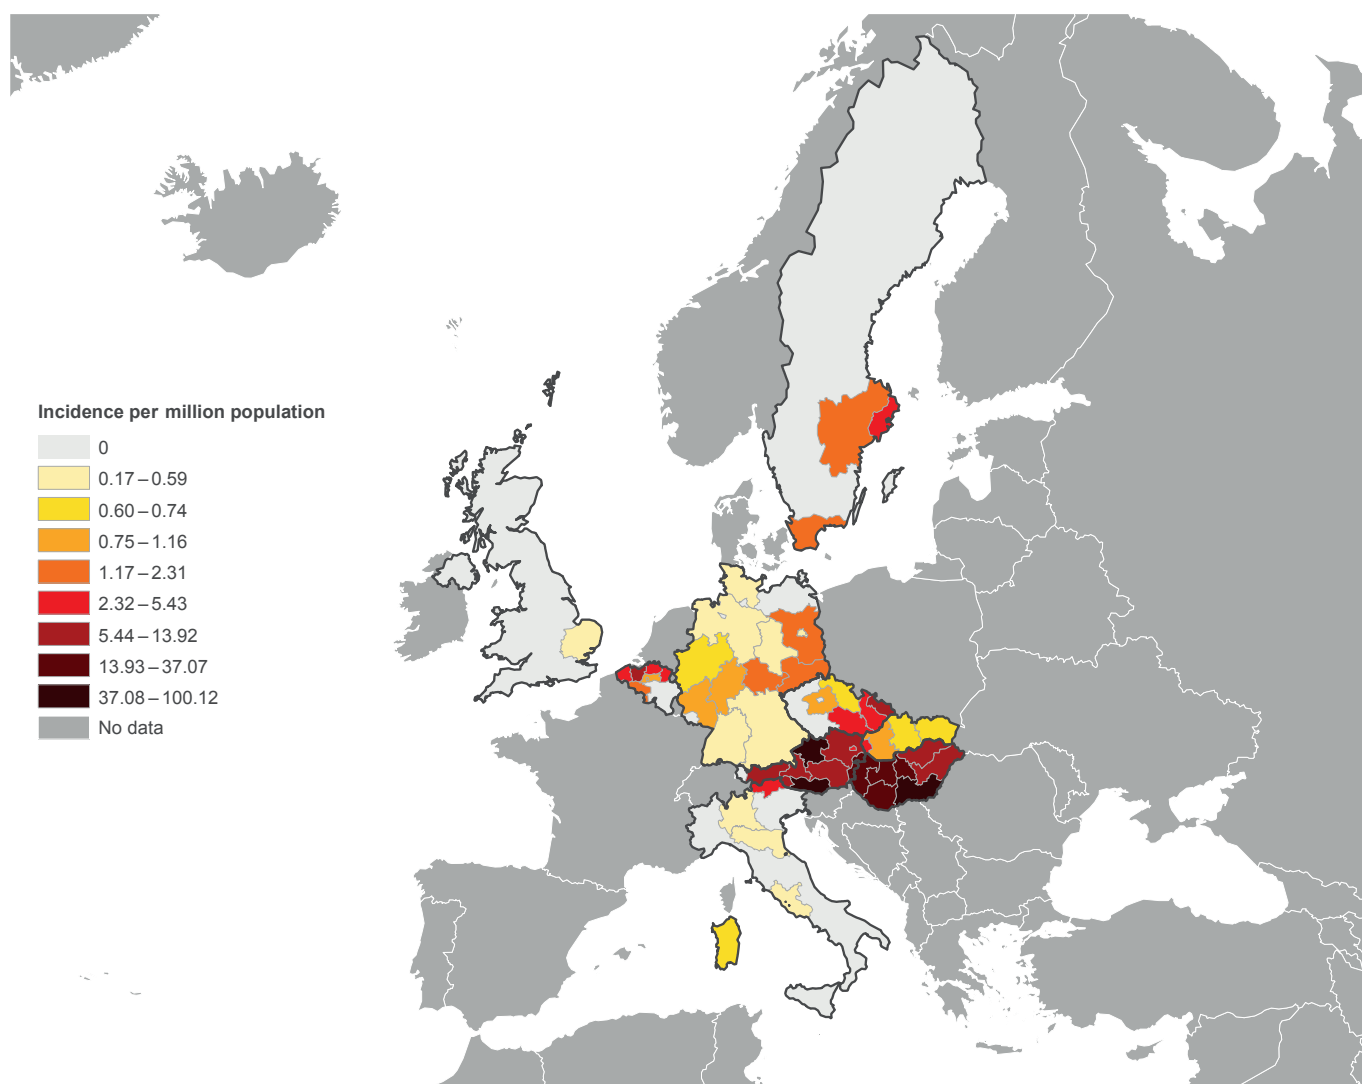 Incidence per million population
0
0.17 – 0.59
0.60 – 0.74
0.75 – 1.16
1.17 – 2.31
2.32 – 5.43
5.44 – 13.92
13.93 – 37.07
37.08 – 100.12
No data